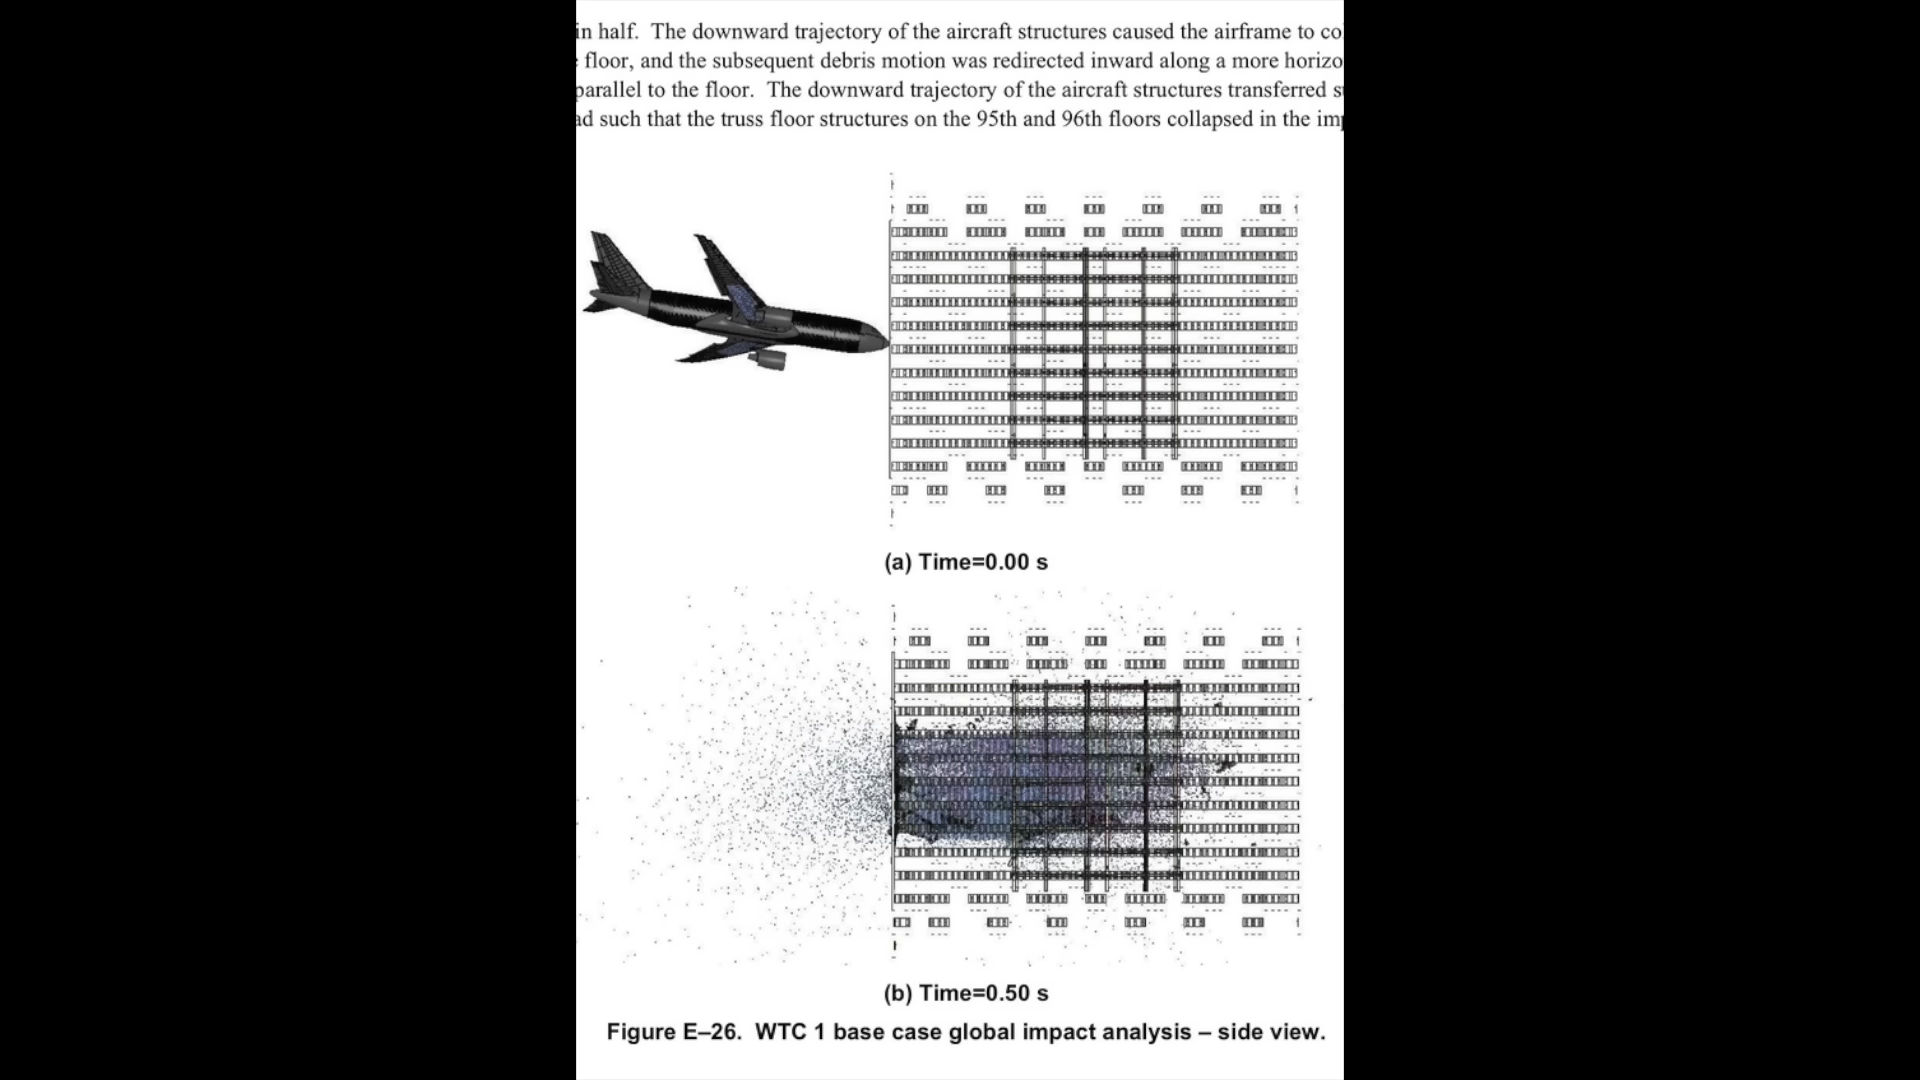 in half. The downward trajectory of the aircraft structures caused the airframe to co
floor, and the subsequent debris motion was redirected inward along a more horizo
parallel to the floor. The downward trajectory of the aircraft structures transferred s
ad such that the truss floor structures on the 95th and 96th floors collapsed in the imp
(a) Time=0.00 s
(b) Time=0.50 s
Figure E–26. WTC 1 base case global impact analysis – side view.